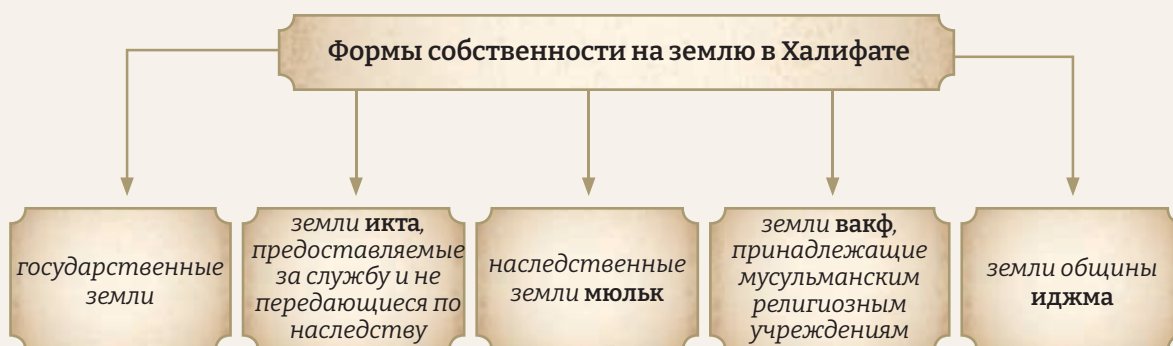 Формы собственности на землю в Халифате
государственные
земли
земли икта,
предоставляемые
за службу и не
передающиеся по
наследству
наследственные
земли мюльк
земли вакф,
принадлежащие
мусульманским
религиозным
учреждениям
земли общины
иджма